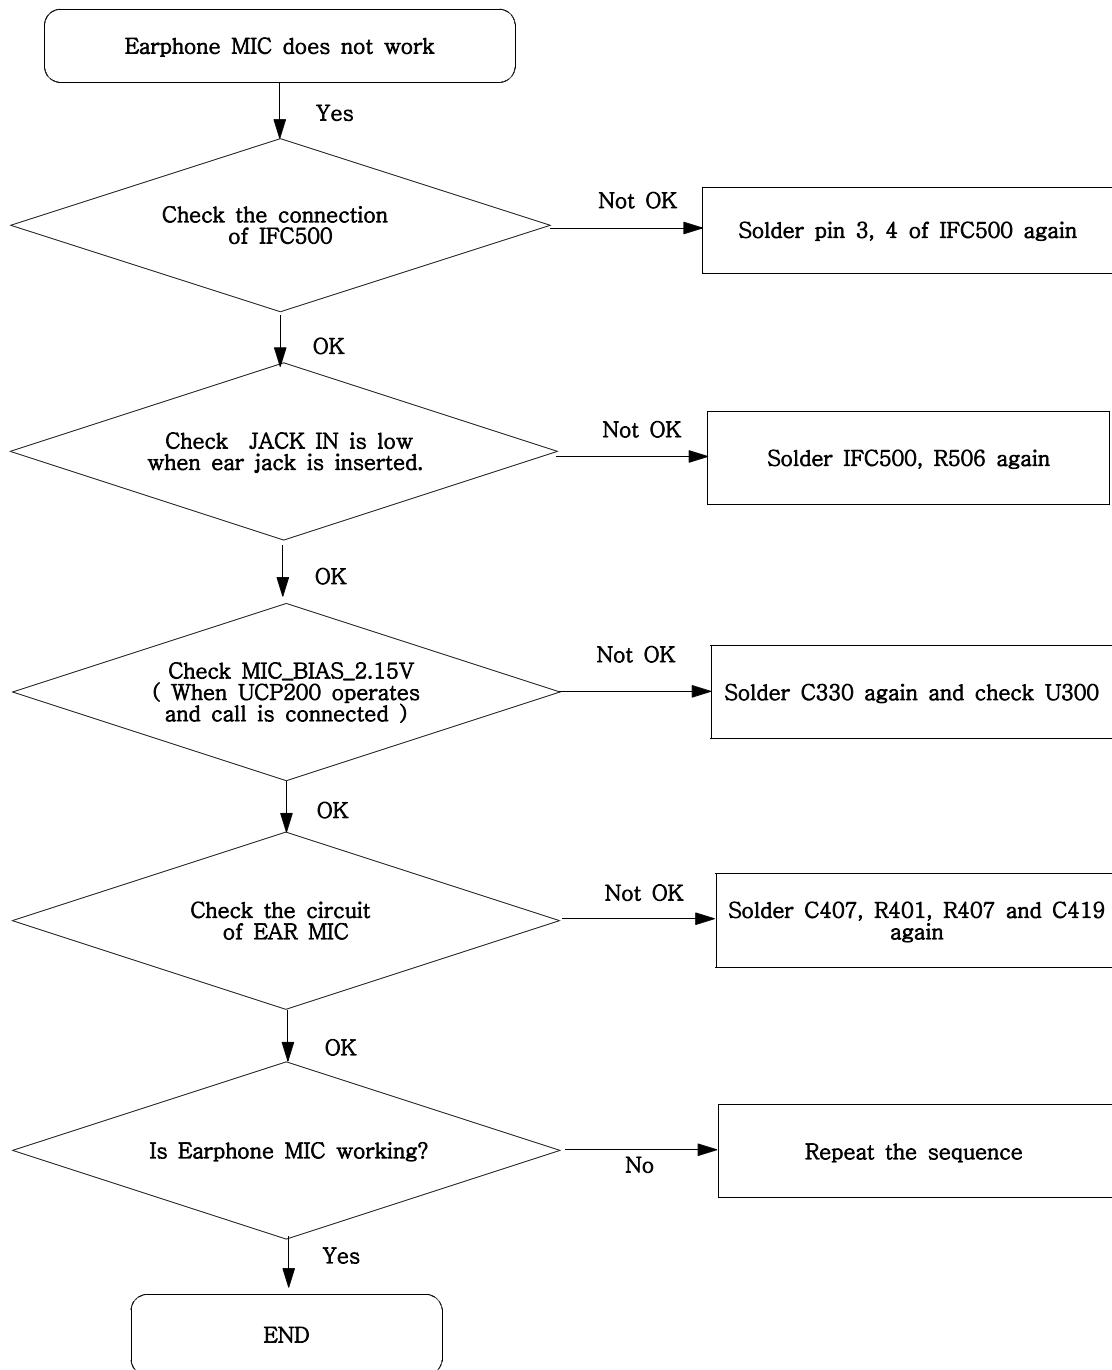 Earphone MIC does not work
Yes
Check the connection
of IFC500
Not OK
Solder pin 3, 4 of IFC500 again
OK
Check JACK IN is low
when ear jack is inserted.
Not OK
Solder IFC500, R506 again
OK
Check MIC_BIAS_2.15V
( When UCP200 operates
and call is connected )
Not OK
Solder C330 again and check U300
OK
Check the circuit
of EAR MIC
Not OK
Solder C407, R401, R407 and C419
again
OK
Is Earphone MIC working?
No
Repeat the sequence
Yes
END